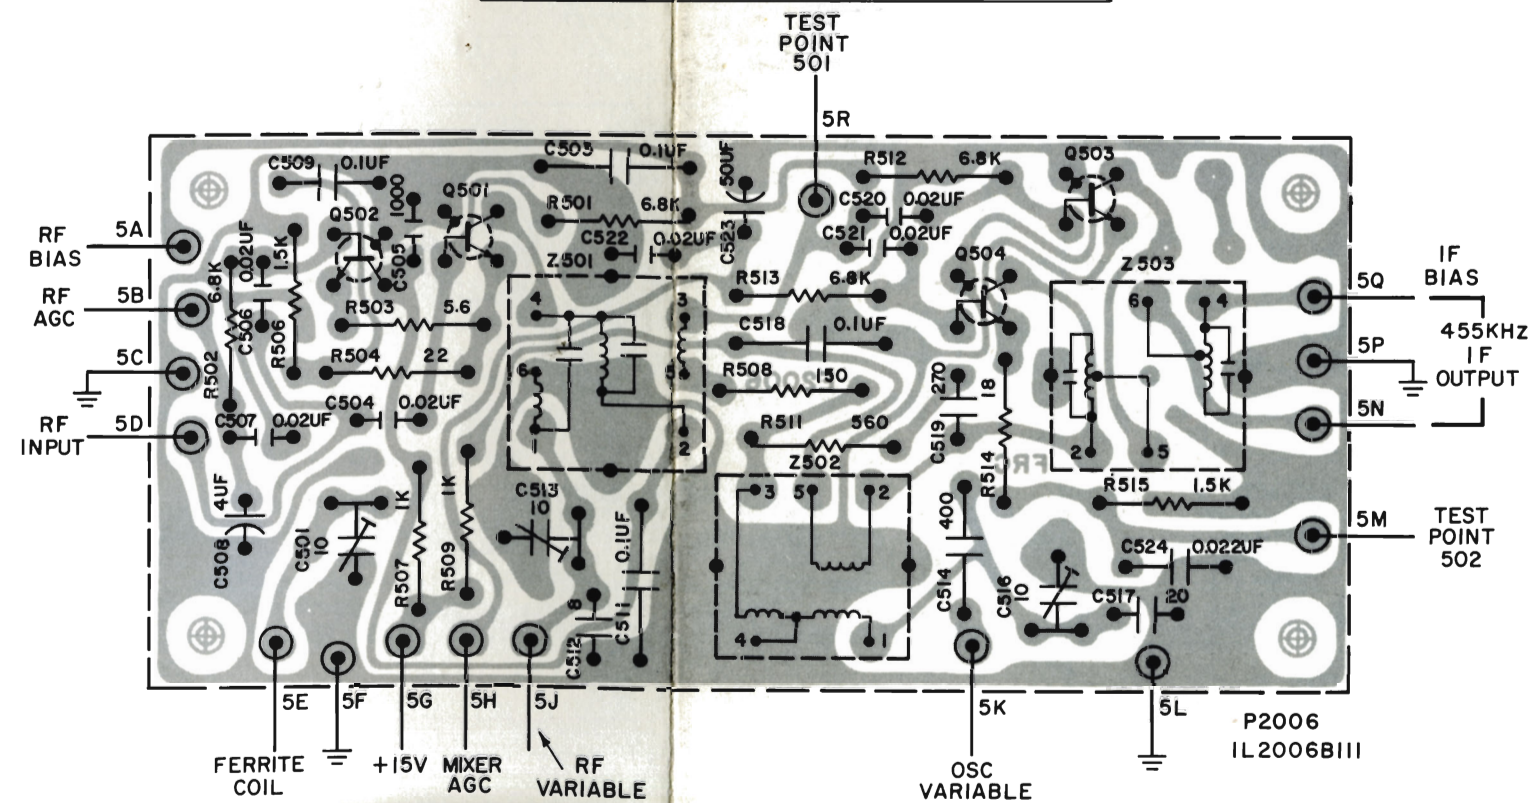 TEST
POINT
501
5R
C509 0.1UF
C503 0.1UF
50UF
C523
R512 6.8K
Q503
1000
C505
Q501
Q502
R501 6.8K
C520 0.02UF
C522 0.02UF
C521 0.02UF
RF
BIAS
5A
6.8K
R502
0.02UF
C506
1.5K
R506
Z501
Q504
Z503
IF
BIAS
5Q
RF
AGC
5B
R503 5.6
4
3
R513 6.8K
6
4
C518 0.1UF
455KHz
IF
OUTPUT
5P
5C
R504 22
6
5
R508 150
2006
270
C519
18
R514
RF
INPUT
5D
C507 0.02UF
C504 0.02UF
2
R511 560
5N
2
5
FRC
Z502
4UF
C508
C501
10
1K
R507
1K
R509
C513
10
0.1UF
C511
3
5
2
400
C514
R515 1.5K
5M
TEST
POINT
502
C524 0.022UF
C516
10
C517 20
8
C512
4
1
5E
5F
5G
5H
5J
5K
5L
P2006
1L2006B111
FERRITE
COIL
+15V
MIXER
AGC
RF
VARIABLE
OSC
VARIABLE